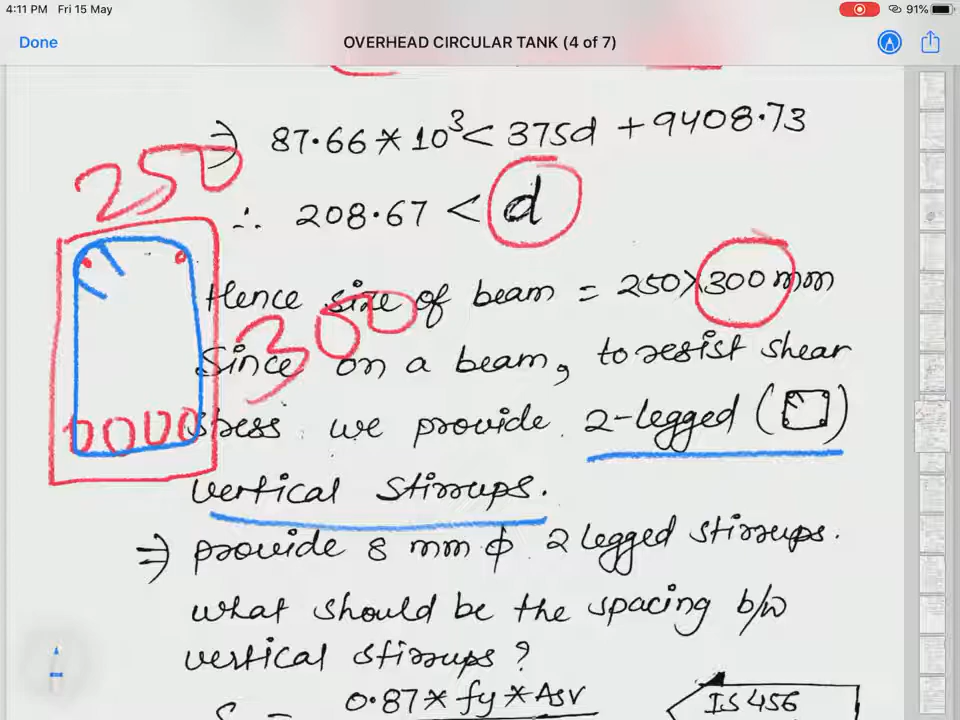 4:11 PM Fri 15 May
91%
Done
OVERHEAD CIRCULAR TANK (4 of 7)
⇒ 87.66 * 10³ < 375d + 9408.73
250
∴ 208.67 < d
Hence size of beam = 250 × 300 mm
300
Since on a beam, to resist shear
stress we provide 2-legged ( )
vertical stirrups.
⇒ provide 8 mm ϕ 2 legged stirrups.
what should be the spacing b/w
vertical stirrups?
0.87 * fy * Asv
IS 456